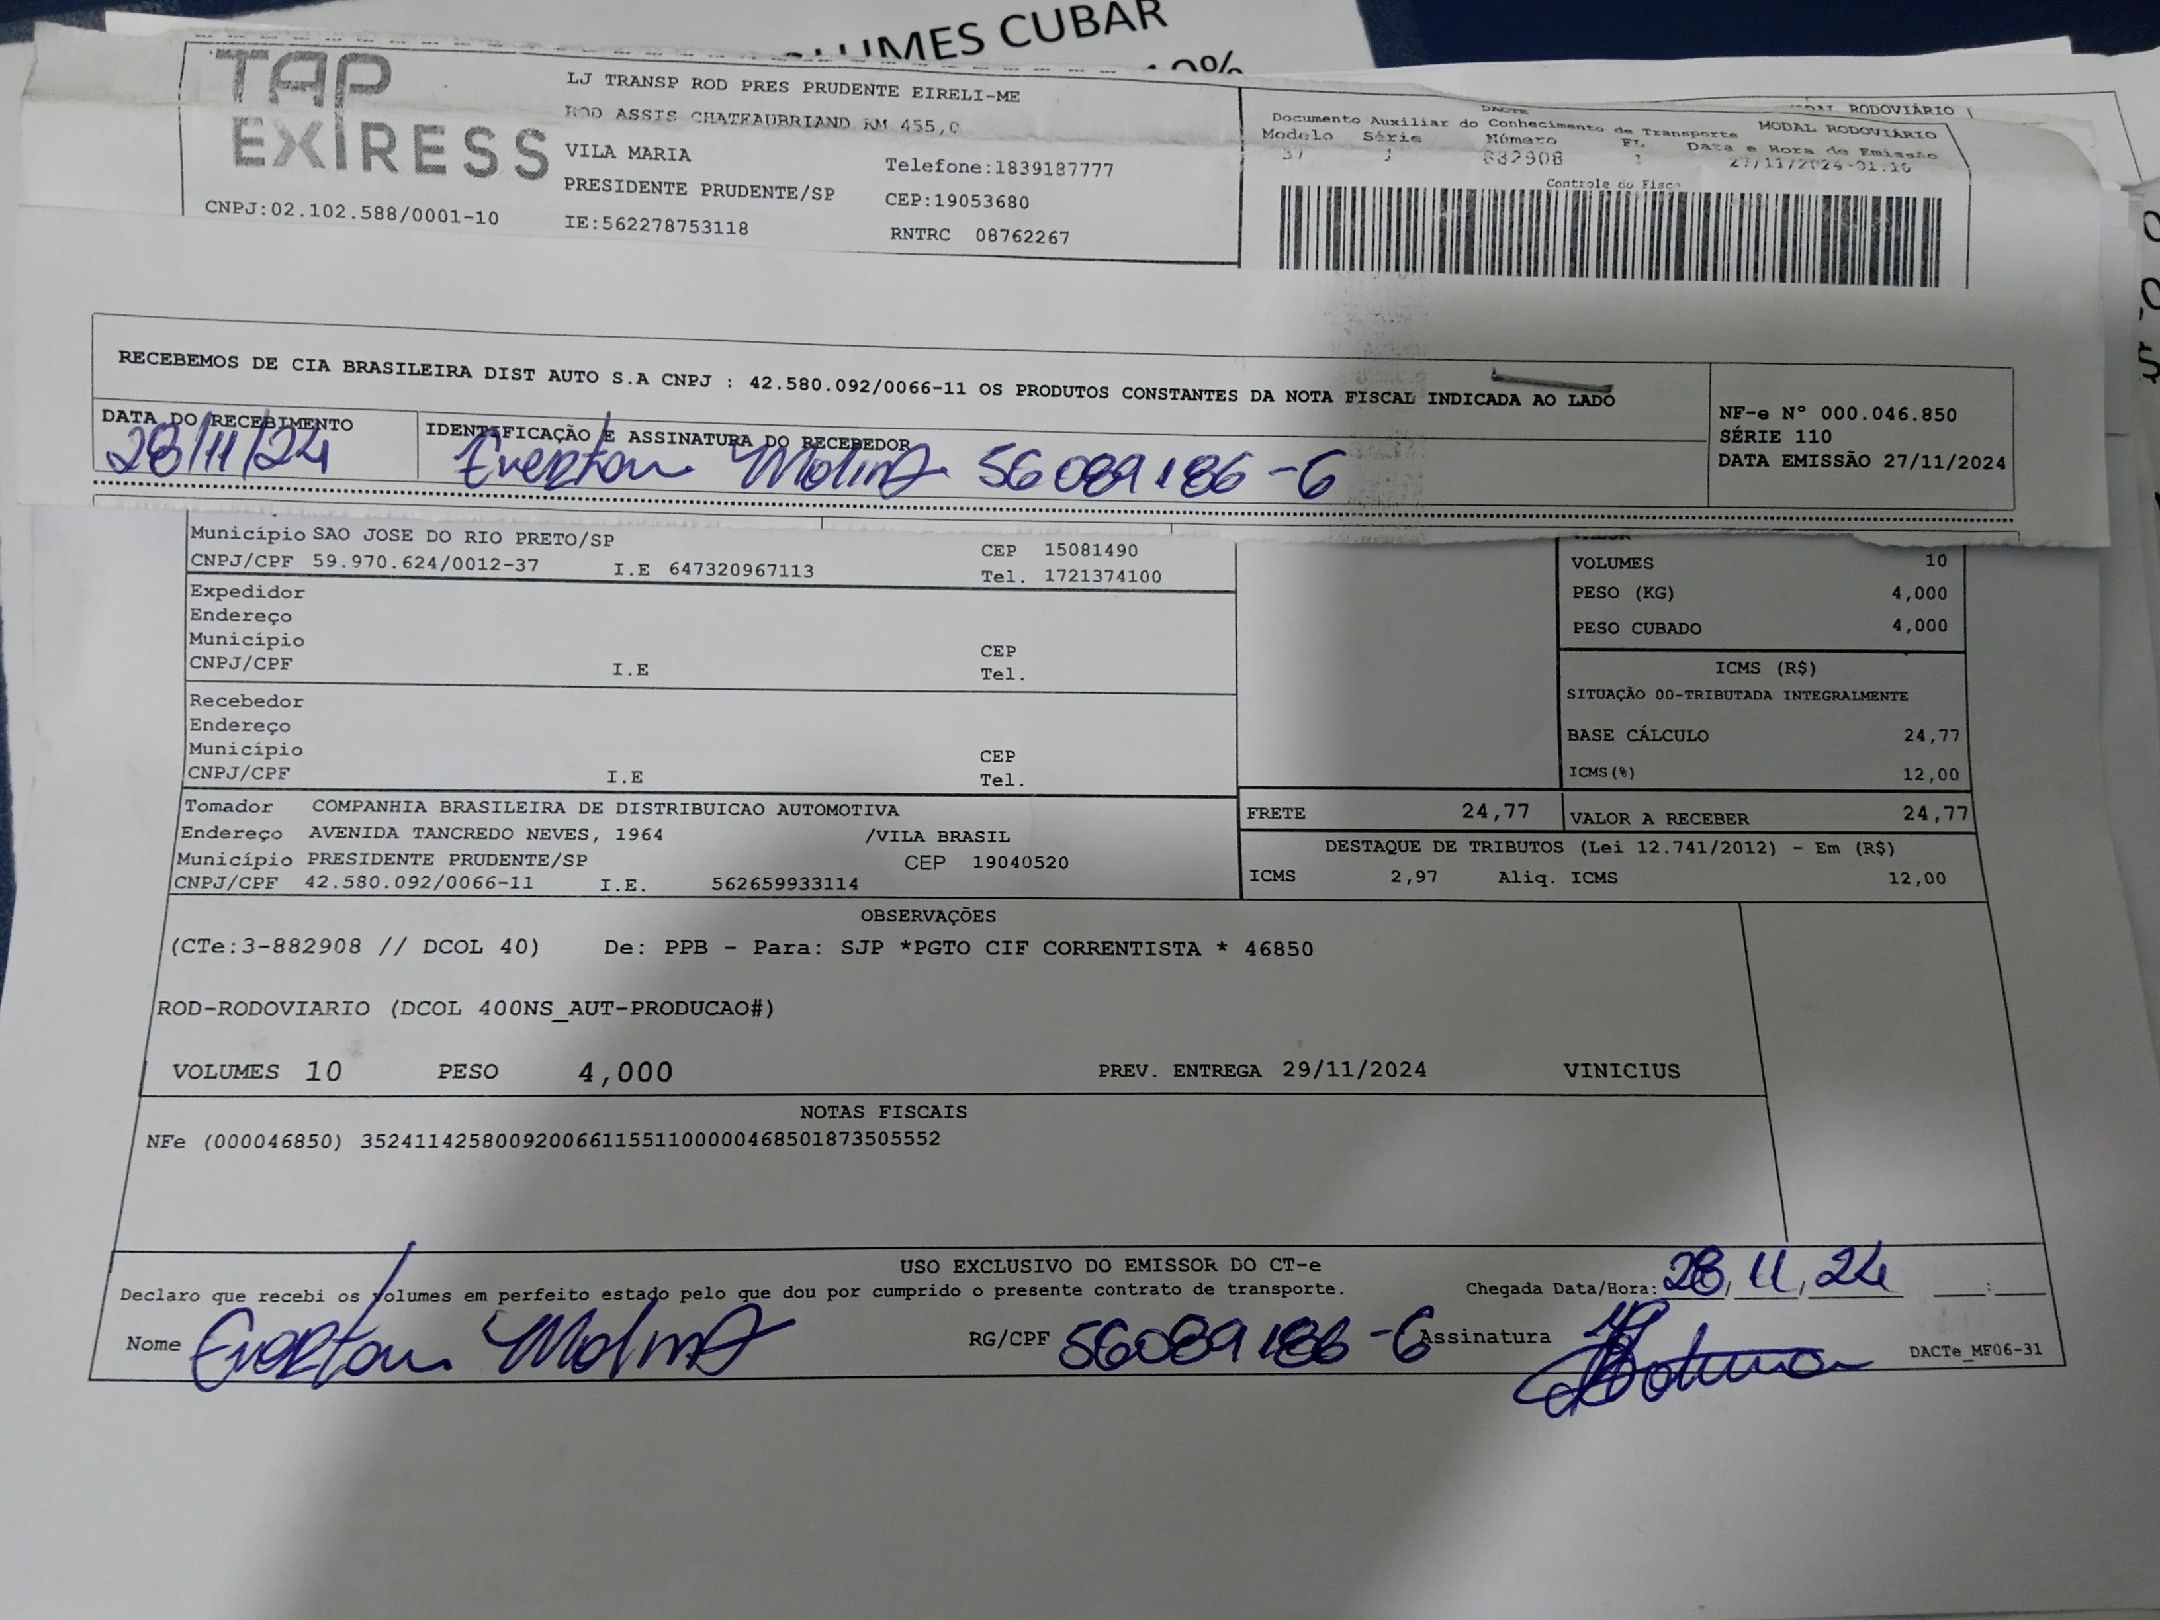 UMES CUBAR
TAP
EXIRESS
CNPJ:02.102.588/0001-10
LJ TRANSP ROD PRES PRUDENTE EIRELI-ME
ROD ASSIS CHATEAUBRIAND KM 455,0
VILA MARIA
Telefone:1839187777
PRESIDENTE PRUDENTE/SP
CEP:19053680
IE:562278753118
RNTRC 08762267
DACTE
MODAL RODOVIÁRIO
Documento Auxiliar do Conhecimento de Transporte MODAL RODOVIÁRIO
Modelo Série Número FL Data e Hora de Emissão
27/11/2024-01:16
Controle do Fisc
RECEBEMOS DE CIA BRASILEIRA DIST AUTO S.A CNPJ : 42.580.092/0066-11 OS PRODUTOS CONSTANTES DA NOTA FISCAL INDICADA AO LADO
NF-e N° 000.046.850
SÉRIE 110
DATA EMISSÃO 27/11/2024
DATA DO RECEBIMENTO
28/11/24
IDENTIFICAÇÃO E ASSINATURA DO RECEBEDOR
Everton Molina 56089186-6
Município SAO JOSE DO RIO PRETO/SP CEP 15081490
CNPJ/CPF 59.970.624/0012-37 I.E 647320967113 Tel. 1721374100
Expedidor
Endereço
Município CEP
CNPJ/CPF I.E Tel.
Recebedor
Endereço
Município CEP
CNPJ/CPF I.E Tel.
Tomador COMPANHIA BRASILEIRA DE DISTRIBUICAO AUTOMOTIVA
Endereço AVENIDA TANCREDO NEVES, 1964 /VILA BRASIL
Município PRESIDENTE PRUDENTE/SP CEP 19040520
CNPJ/CPF 42.580.092/0066-11 I.E. 562659933114
VALOR
VOLUMES 10
PESO (KG) 4,000
PESO CUBADO 4,000
ICMS (R$)
SITUAÇÃO 00-TRIBUTADA INTEGRALMENTE
BASE CÁLCULO 24,77
ICMS(%) 12,00
FRETE 24,77 VALOR A RECEBER 24,77
DESTAQUE DE TRIBUTOS (Lei 12.741/2012) - Em (R$)
ICMS 2,97 Aliq. ICMS 12,00
OBSERVAÇÕES
(CTe:3-882908 // DCOL 40) De: PPB - Para: SJP *PGTO CIF CORRENTISTA * 46850
ROD-RODOVIARIO (DCOL 400NS_AUT-PRODUCAO#)
VOLUMES 10 PESO 4,000 PREV. ENTREGA 29/11/2024 VINICIUS
NOTAS FISCAIS
NFe (000046850) 35241142580092006611551100000468501873505552
USO EXCLUSIVO DO EMISSOR DO CT-e
Declaro que recebi os volumes em perfeito estado pelo que dou por cumprido o presente contrato de transporte.
Chegada Data/Hora: 28/11/24 :
Nome Everton Molina RG/CPF 56089186-6 Assinatura
DACTe_MF06-31